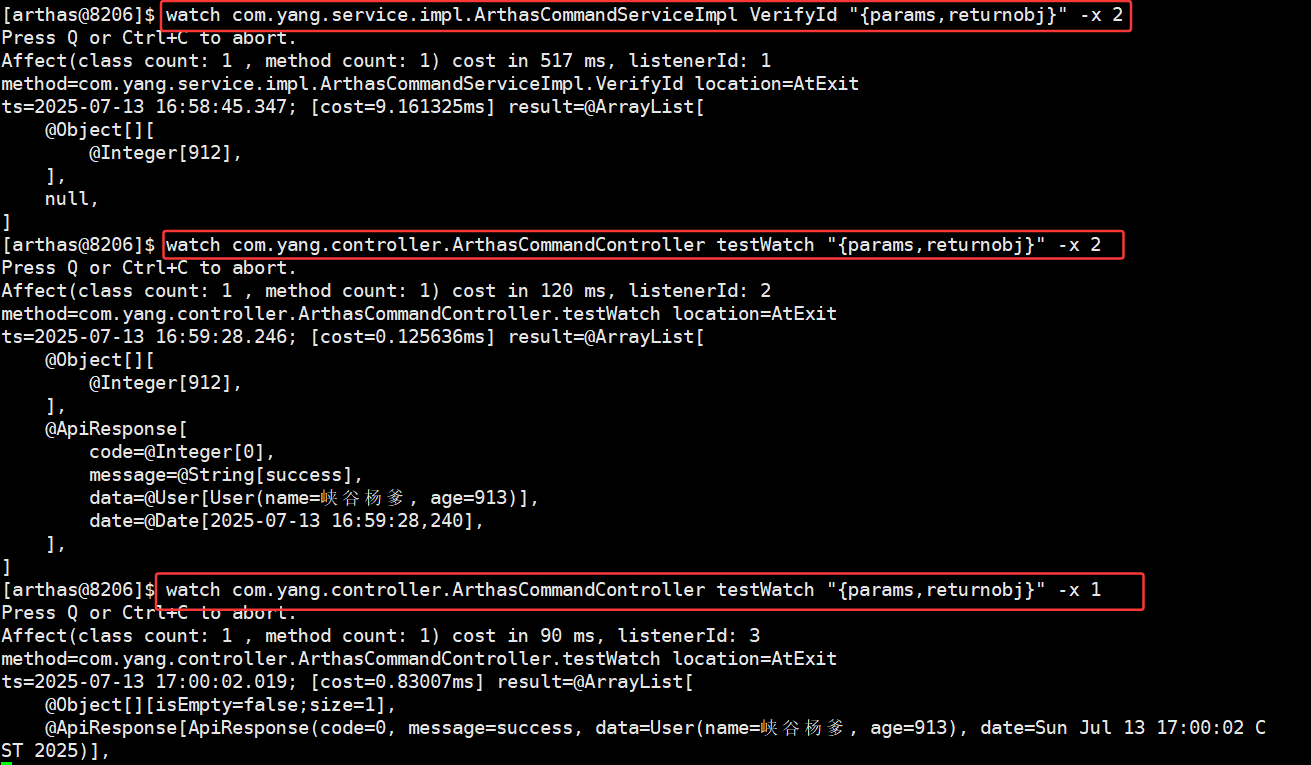 [arthas@8206]$ watch com.yang.service.impl.ArthasCommandServiceImpl VerifyId "{params,returnobj}" -x 2
Press Q or Ctrl+C to abort.
Affect(class count: 1 , method count: 1) cost in 517 ms, listenerId: 1
method=com.yang.service.impl.ArthasCommandServiceImpl.VerifyId location=AtExit
ts=2025-07-13 16:58:45.347; [cost=9.161325ms] result=@ArrayList[
    @Object[][
        @Integer[912],
    ],
    null,
]
[arthas@8206]$ watch com.yang.controller.ArthasCommandController testWatch "{params,returnobj}" -x 2
Press Q or Ctrl+C to abort.
Affect(class count: 1 , method count: 1) cost in 120 ms, listenerId: 2
method=com.yang.controller.ArthasCommandController.testWatch location=AtExit
ts=2025-07-13 16:59:28.246; [cost=0.125636ms] result=@ArrayList[
    @Object[][
        @Integer[912],
    ],
    @ApiResponse[
        code=@Integer[0],
        message=@String[success],
        data=@User[User(name=峡谷杨爹, age=913)],
        date=@Date[2025-07-13 16:59:28,240],
    ],
]
[arthas@8206]$ watch com.yang.controller.ArthasCommandController testWatch "{params,returnobj}" -x 1
Press Q or Ctrl+C to abort.
Affect(class count: 1 , method count: 1) cost in 90 ms, listenerId: 3
method=com.yang.controller.ArthasCommandController.testWatch location=AtExit
ts=2025-07-13 17:00:02.019; [cost=0.83007ms] result=@ArrayList[
    @Object[][isEmpty=false;size=1],
    @ApiResponse[ApiResponse(code=0, message=success, data=User(name=峡谷杨爹, age=913), date=Sun Jul 13 17:00:02 C
ST 2025)],